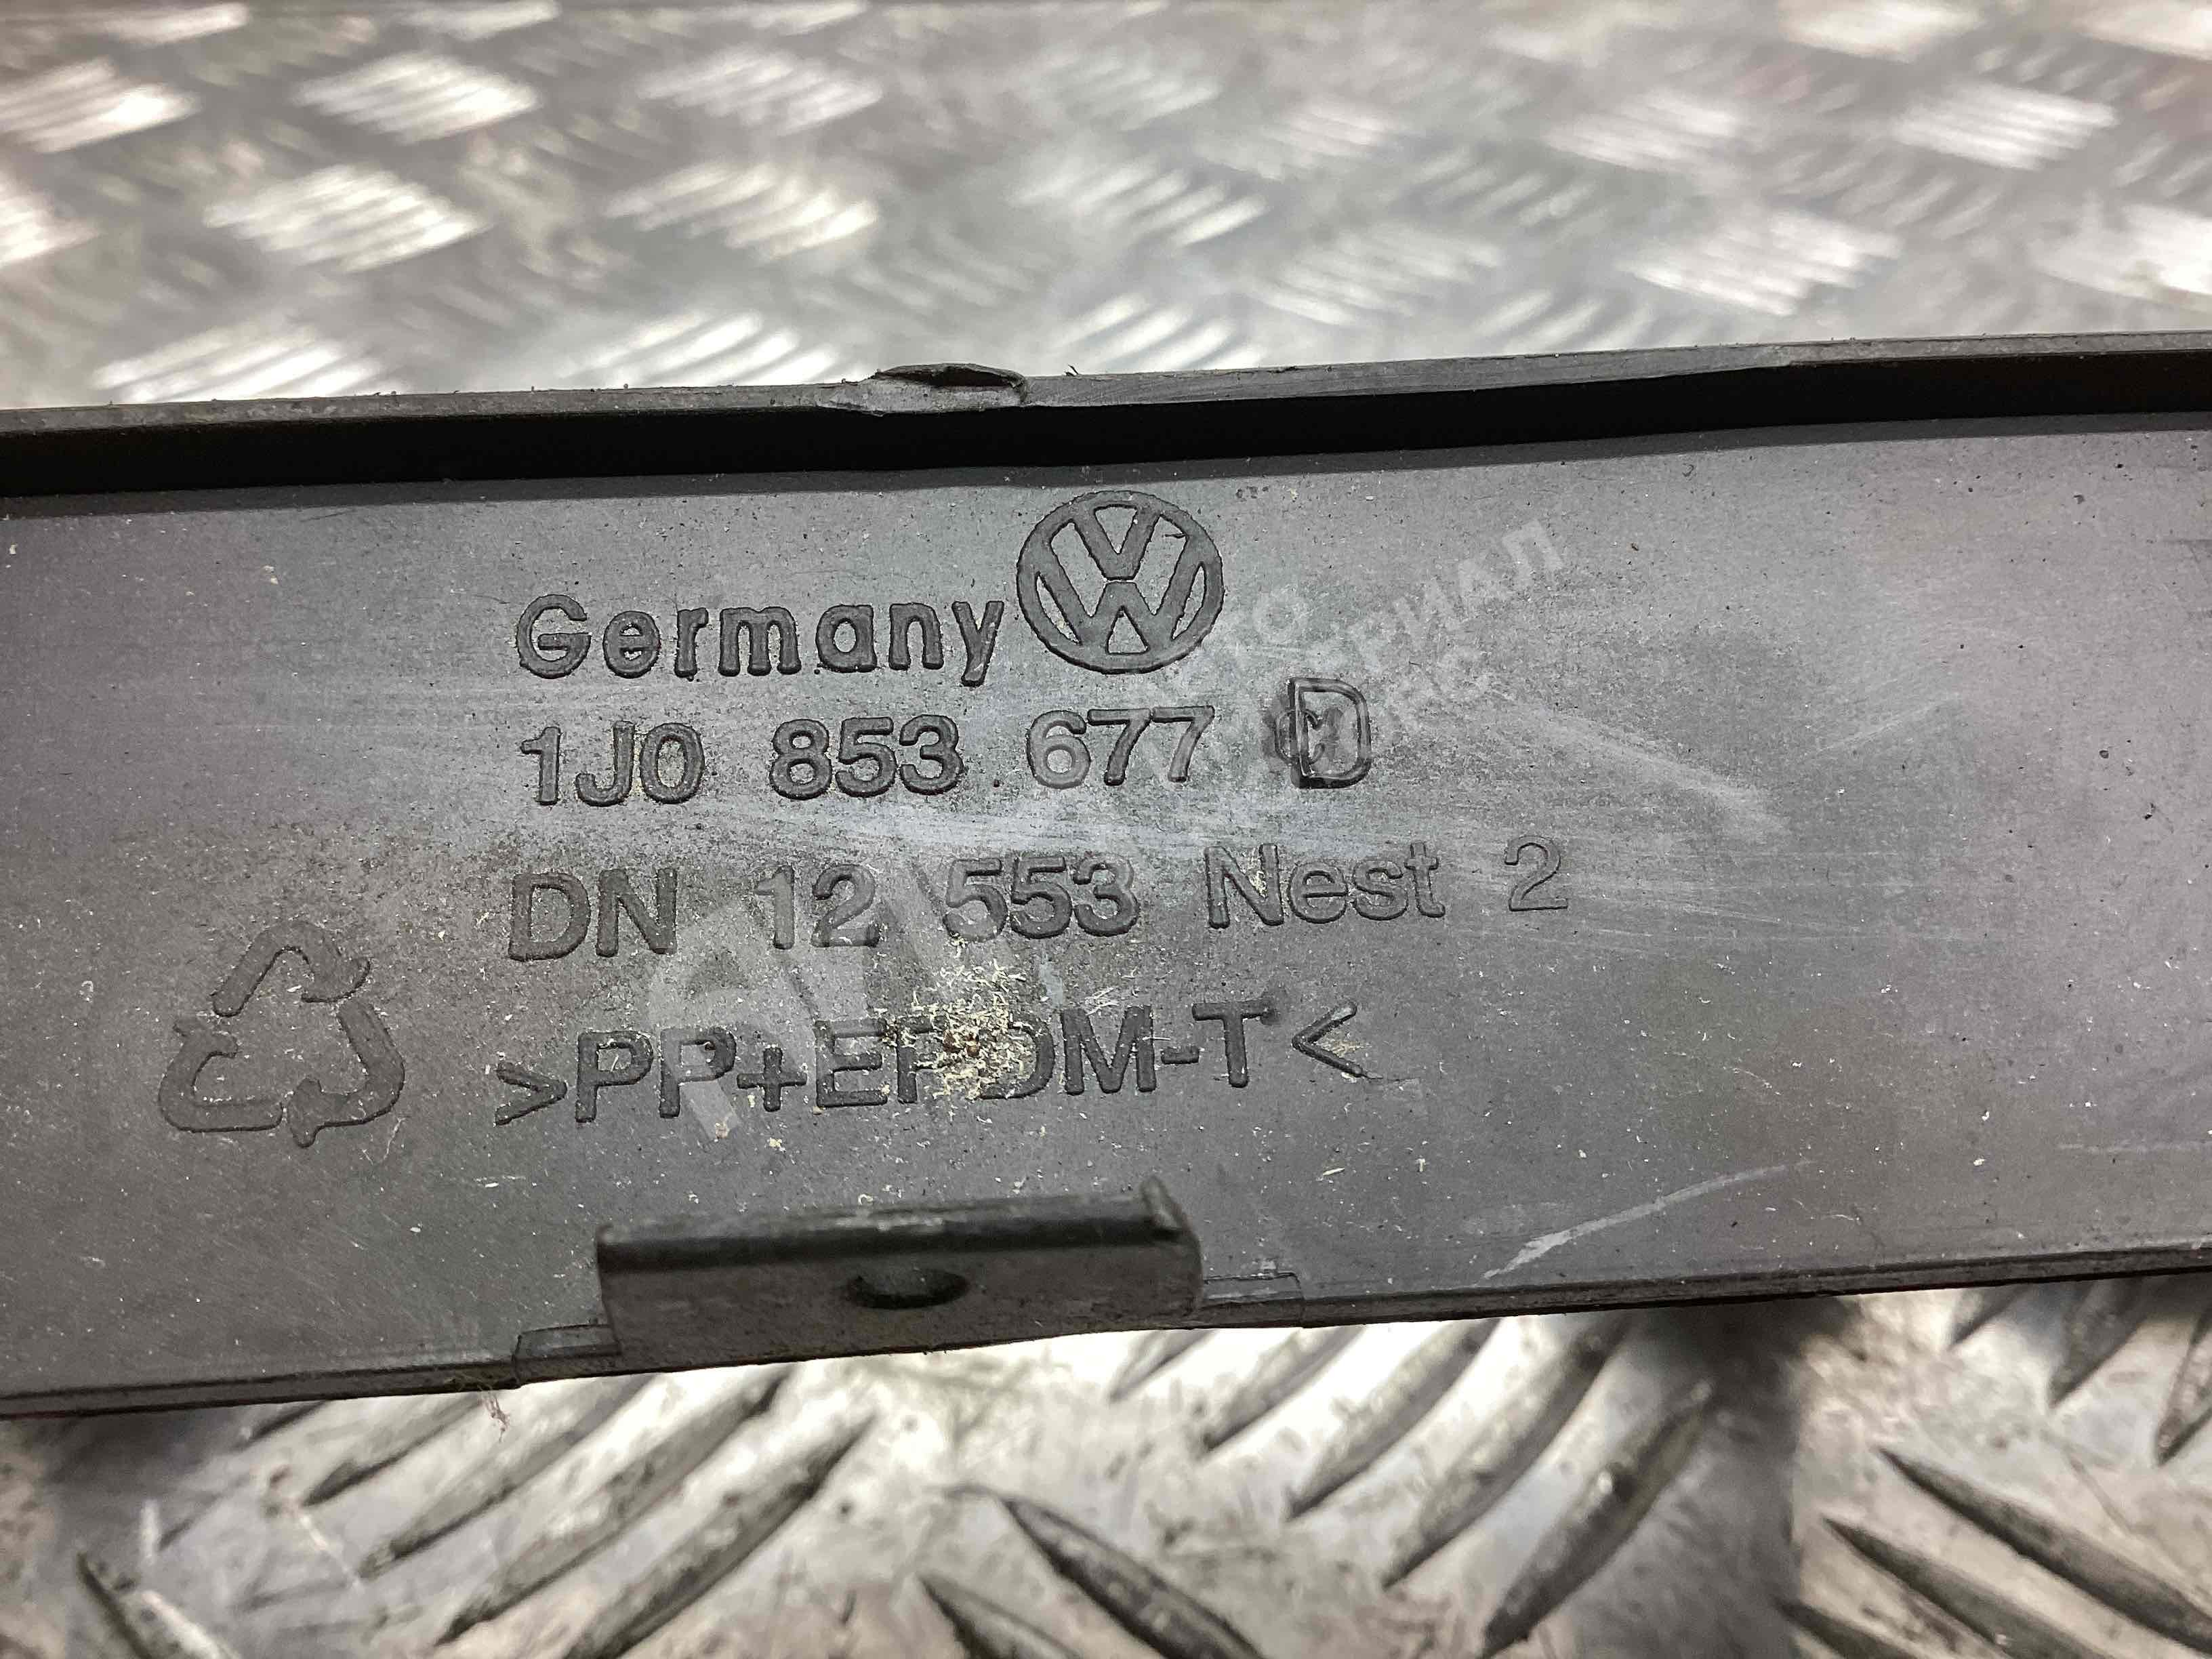 Germany
1J0 853 677 D
DN 12 553 Nest 2
>PP+EPDM-T<